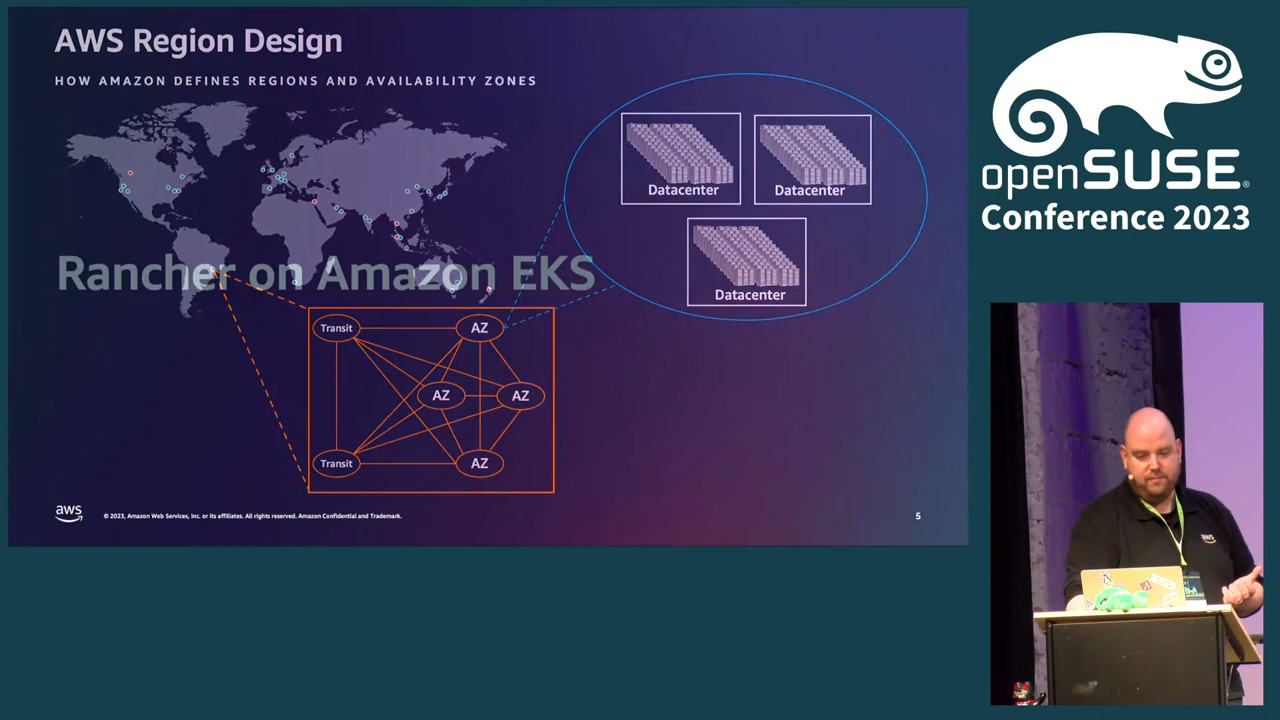 AWS Region Design
HOW AMAZON DEFINES REGIONS AND AVAILABILITY ZONES
Datacenter
Datacenter
Datacenter
Rancher on Amazon EKS
Transit
AZ
AZ
AZ
Transit
AZ
aws
© 2023, Amazon Web Services, Inc. or its affiliates. All rights reserved. Amazon Confidential and Trademark.
5
openSUSE®
Conference 2023
aws